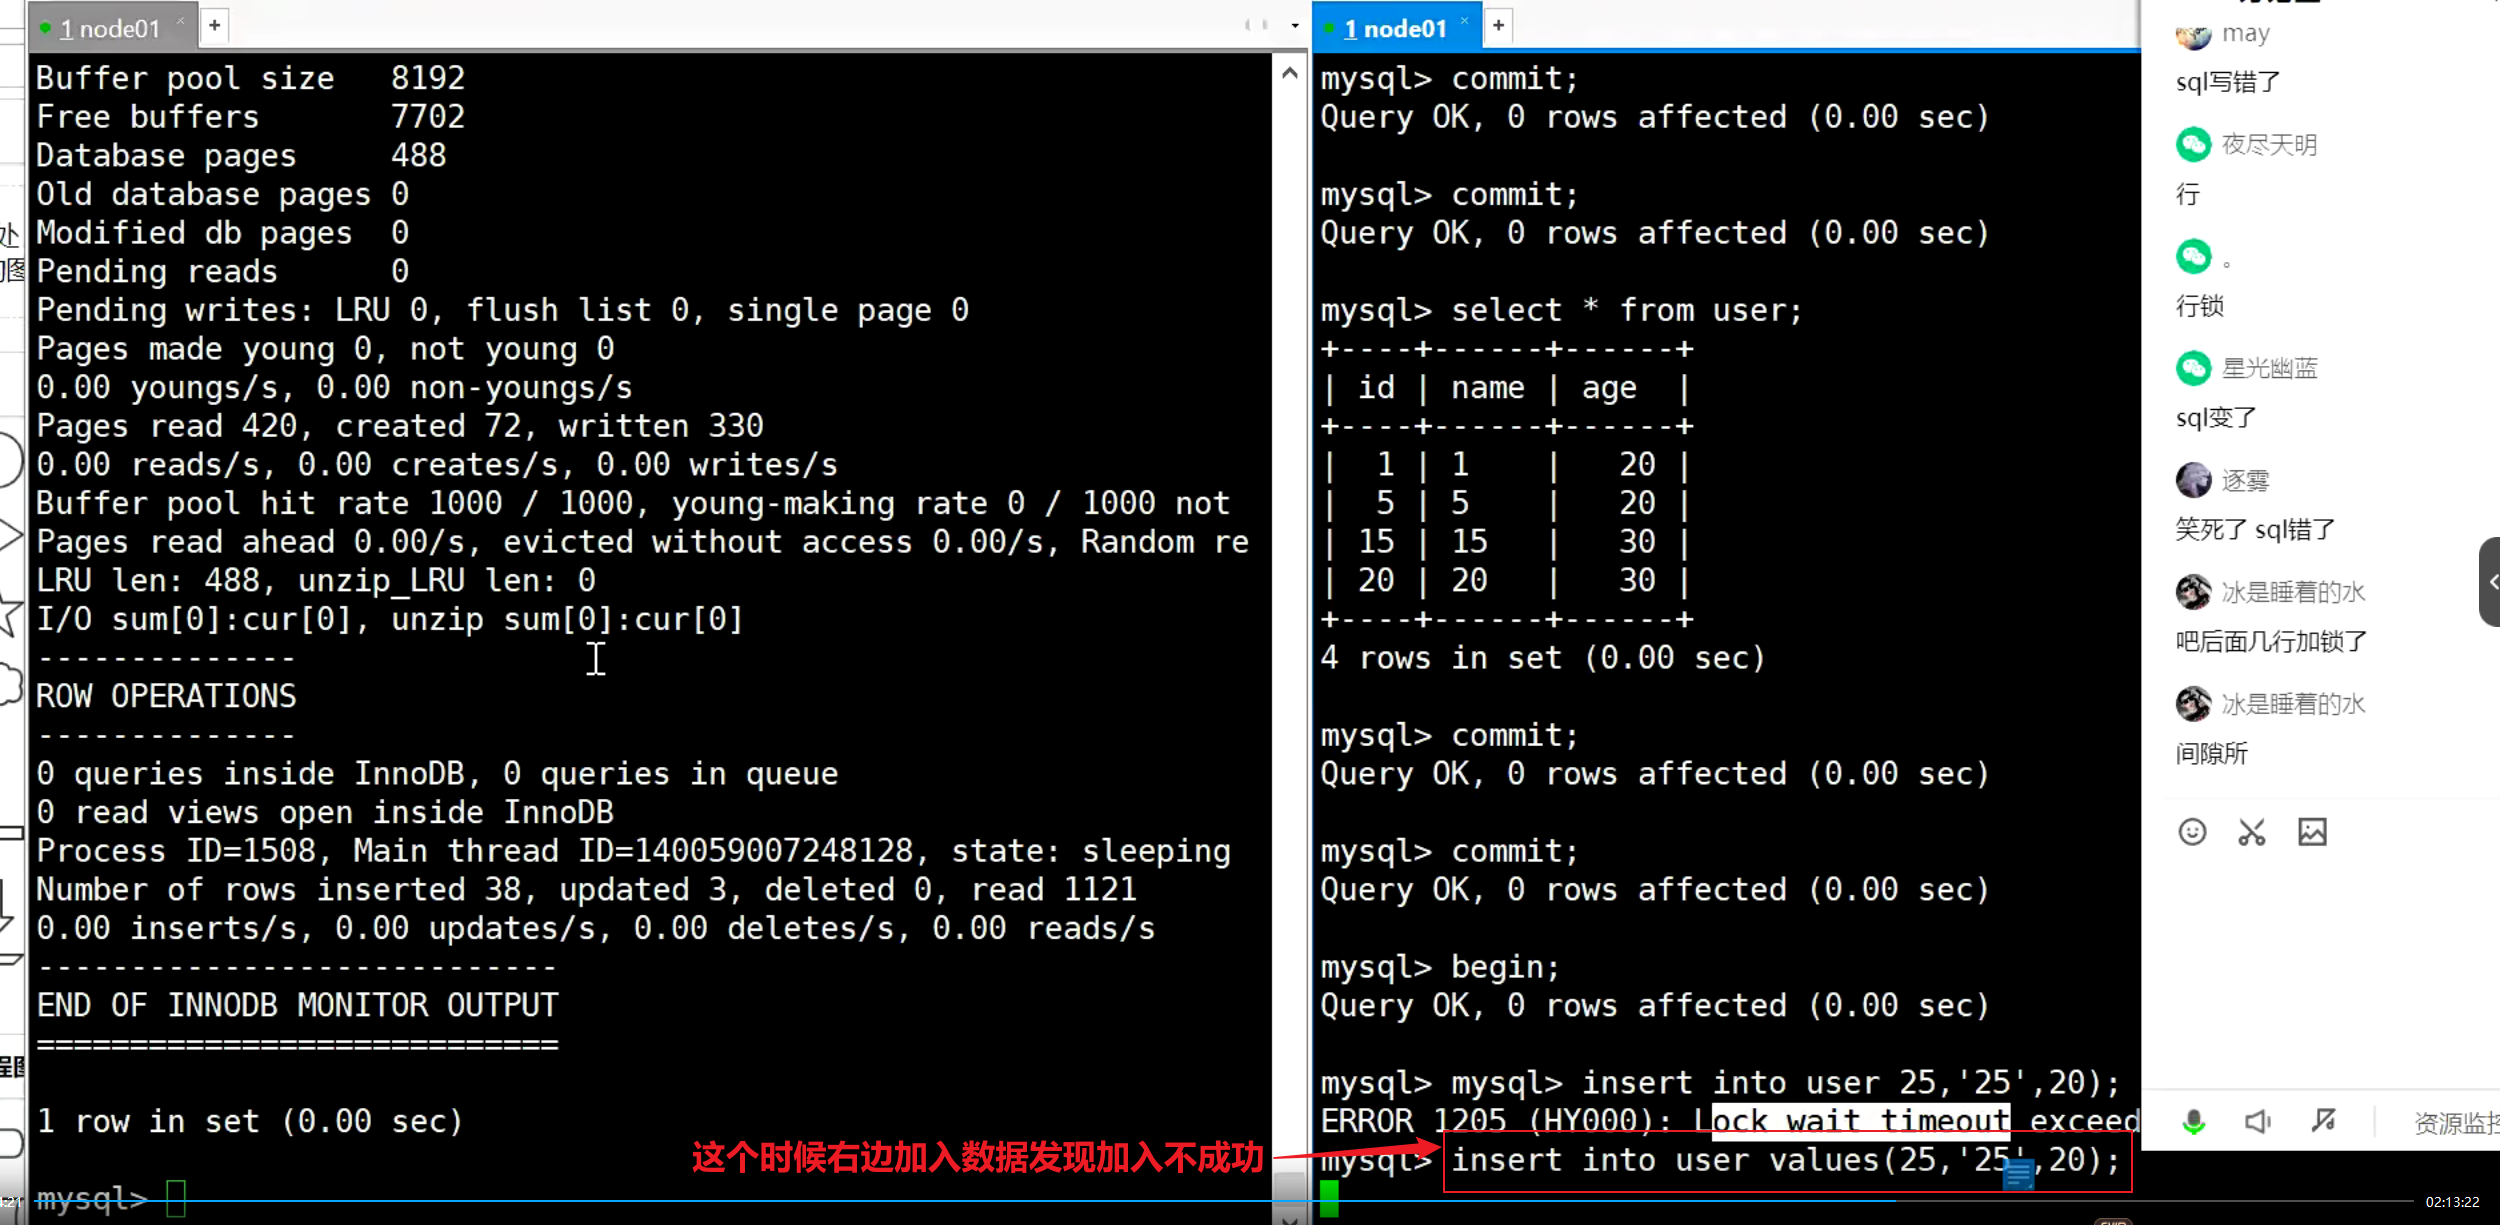 1 node01
Buffer pool size 8192
Free buffers 7702
Database pages 488
Old database pages 0
Modified db pages 0
Pending reads 0
Pending writes: LRU 0, flush list 0, single page 0
Pages made young 0, not young 0
0.00 youngs/s, 0.00 non-youngs/s
Pages read 420, created 72, written 330
0.00 reads/s, 0.00 creates/s, 0.00 writes/s
Buffer pool hit rate 1000 / 1000, young-making rate 0 / 1000 not
Pages read ahead 0.00/s, evicted without access 0.00/s, Random re
LRU len: 488, unzip_LRU len: 0
I/O sum[0]:cur[0], unzip sum[0]:cur[0]
--------------
ROW OPERATIONS
--------------
0 queries inside InnoDB, 0 queries in queue
0 read views open inside InnoDB
Process ID=1508, Main thread ID=140059007248128, state: sleeping
Number of rows inserted 38, updated 3, deleted 0, read 1121
0.00 inserts/s, 0.00 updates/s, 0.00 deletes/s, 0.00 reads/s
----------------------------
END OF INNODB MONITOR OUTPUT
============================
1 row in set (0.00 sec)
mysql>
这个时候右边加入数据发现加入不成功
1 node01
mysql> commit;
Query OK, 0 rows affected (0.00 sec)
mysql> commit;
Query OK, 0 rows affected (0.00 sec)
mysql> select * from user;
+----+------+------+
| id | name | age |
+----+------+------+
| 1 | 1 | 20 |
| 5 | 5 | 20 |
| 15 | 15 | 30 |
| 20 | 20 | 30 |
+----+------+------+
4 rows in set (0.00 sec)
mysql> commit;
Query OK, 0 rows affected (0.00 sec)
mysql> commit;
Query OK, 0 rows affected (0.00 sec)
mysql> begin;
Query OK, 0 rows affected (0.00 sec)
mysql> mysql> insert into user 25,'25',20);
ERROR 1205 (HY000): Lock wait timeout exceed
mysql> insert into user values(25,'25',20);
may
sql写错了
夜尽天明
行
。
行锁
星光幽蓝
sql变了
逐雾
笑死了 sql错了
冰是睡着的水
吧后面几行加锁了
冰是睡着的水
间隙所
资源监控
02:13:22